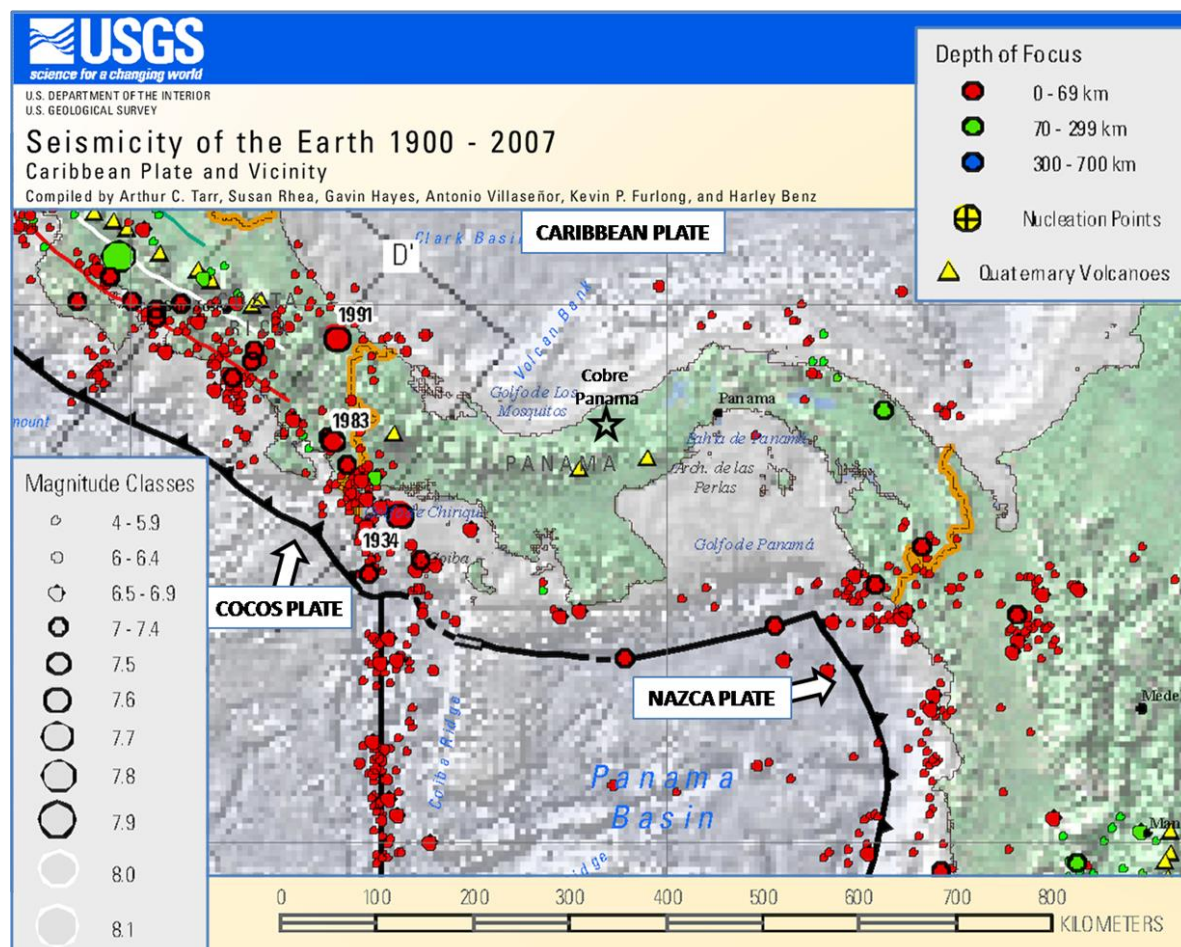 USGS
science for a changing world
U.S. DEPARTMENT OF THE INTERIOR
U.S. GEOLOGICAL SURVEY
Seismicity of the Earth 1900 - 2007
Caribbean Plate and Vicinity
Compiled by Arthur C. Tarr, Susan Rhea, Gavin Hayes, Antonio Villaseñor, Kevin P. Furlong, and Harley Benz
Depth of Focus
0 - 69 km
70 - 299 km
300 - 700 km
Nucleation Points
Quaternary Volcanoes
Clark Basin
CARIBBEAN PLATE
D'
Volcan Bank
1991
Cobre
Panama
Golfo de Los
Mosquitos
Panama
Bahia de Panamá
1983
PANAMA
Arch. de las
Perlas
Golfo de Panamá
de Chiriqui
1934
Coiba
COCOS PLATE
NAZCA PLATE
Coiba Ridge
Panama
Basin
Mede
Man
Magnitude Classes
4 - 5.9
6 - 6.4
6.5 - 6.9
7 - 7.4
7.5
7.6
7.7
7.8
7.9
8.0
8.1
0 100 200 300 400 500 600 700 800
KILOMETERS